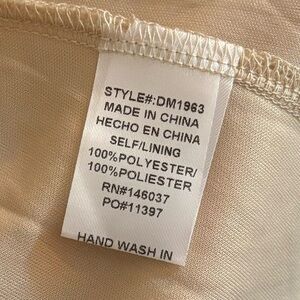 STYLE#:DM1963
MADE IN CHINA
HECHO EN CHINA
SELF/LINING
100%POLYESTER/
100%POLIESTER
RN#146037
PO#11397
HAND WASH IN